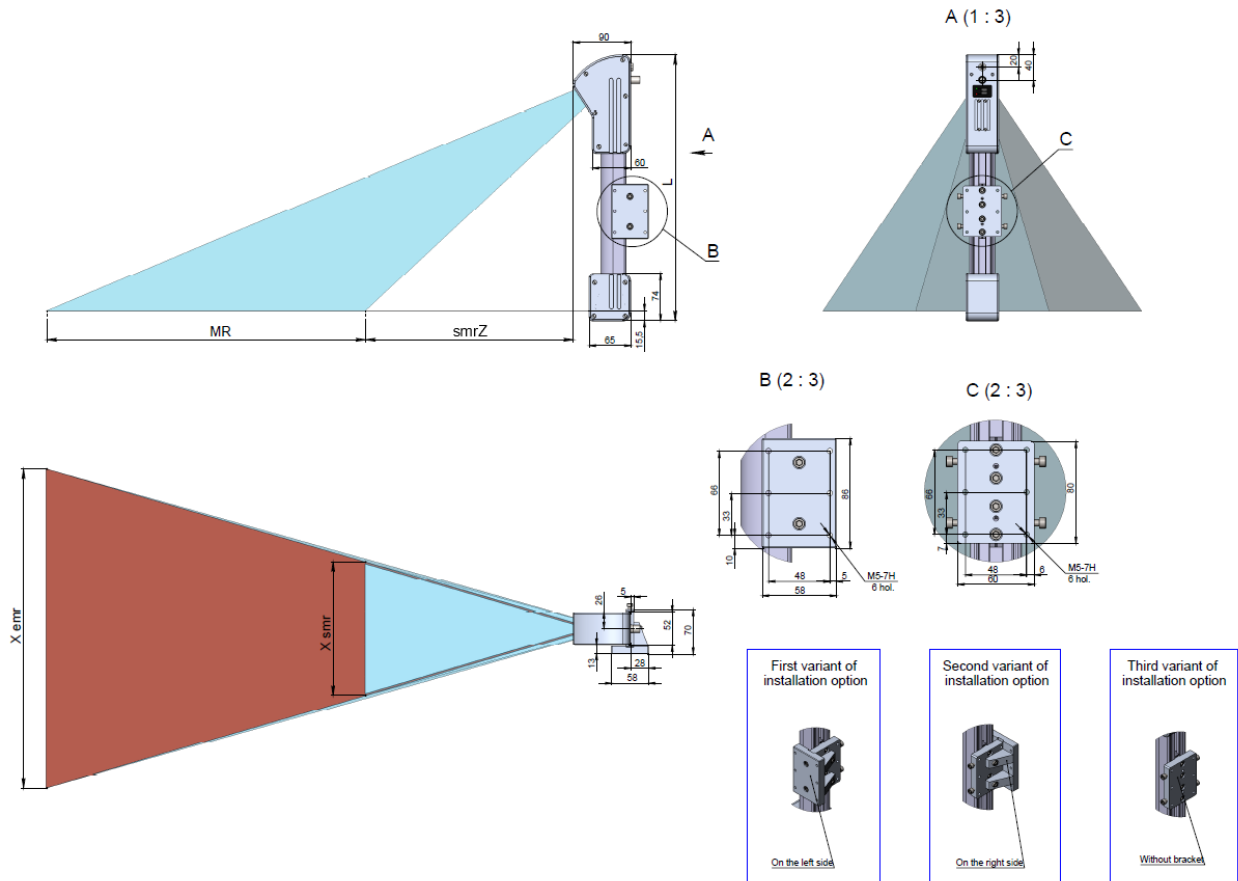 A (1 : 3)
90
20
40
A
C
60
L
B
74
MR
smrZ
65
15,5
B (2 : 3)
C (2 : 3)
66
33
10
86
48
5
58
M5-7H
6 hol.
66
33
7
80
48
6
60
M5-7H
6 hol.
X emr
X smr
5
26
52
70
13
28
58
First variant of
installation option
On the left side
Second variant of
installation option
On the right side
Third variant of
installation option
Without bracket